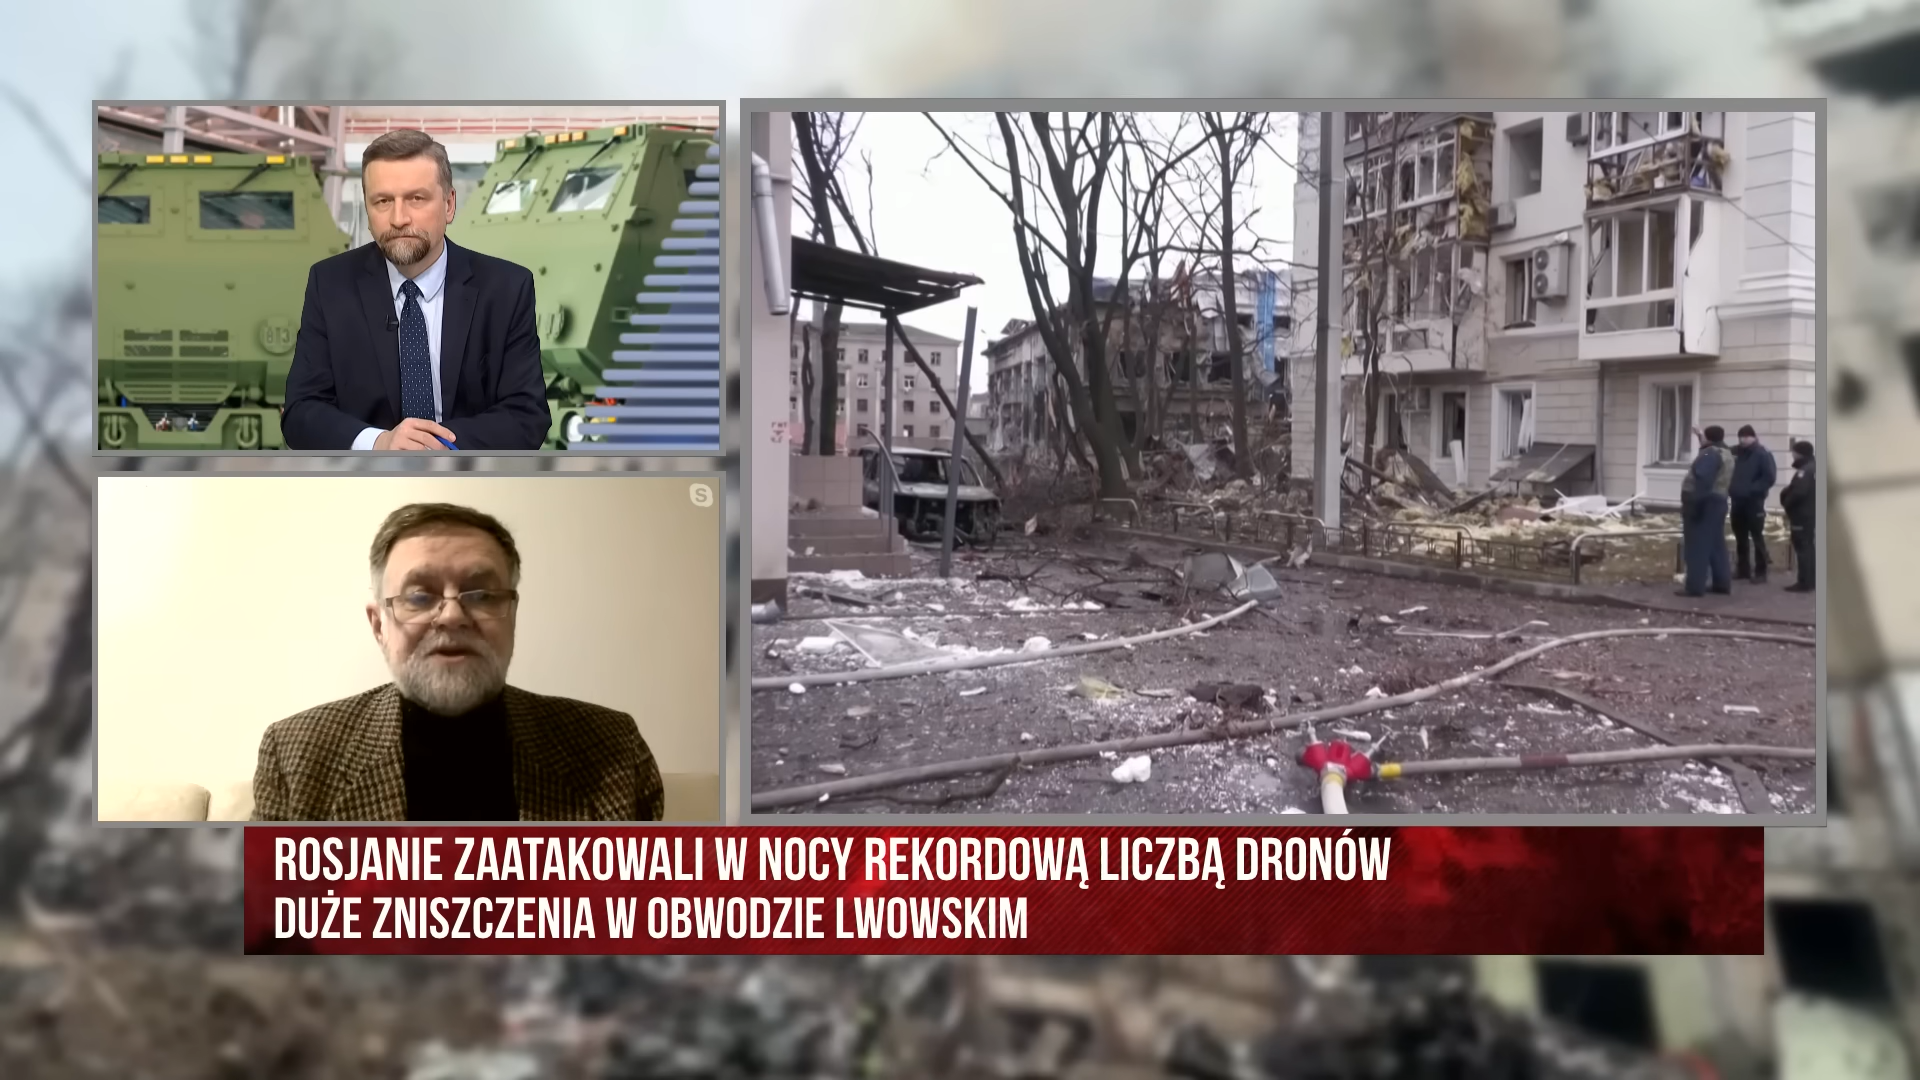 ROSJANIE ZAATAKOWALI W NOCY REKORDOWĄ LICZBĄ DRONÓW
DUŻE ZNISZCZENIA W OBWODZIE LWOWSKIM